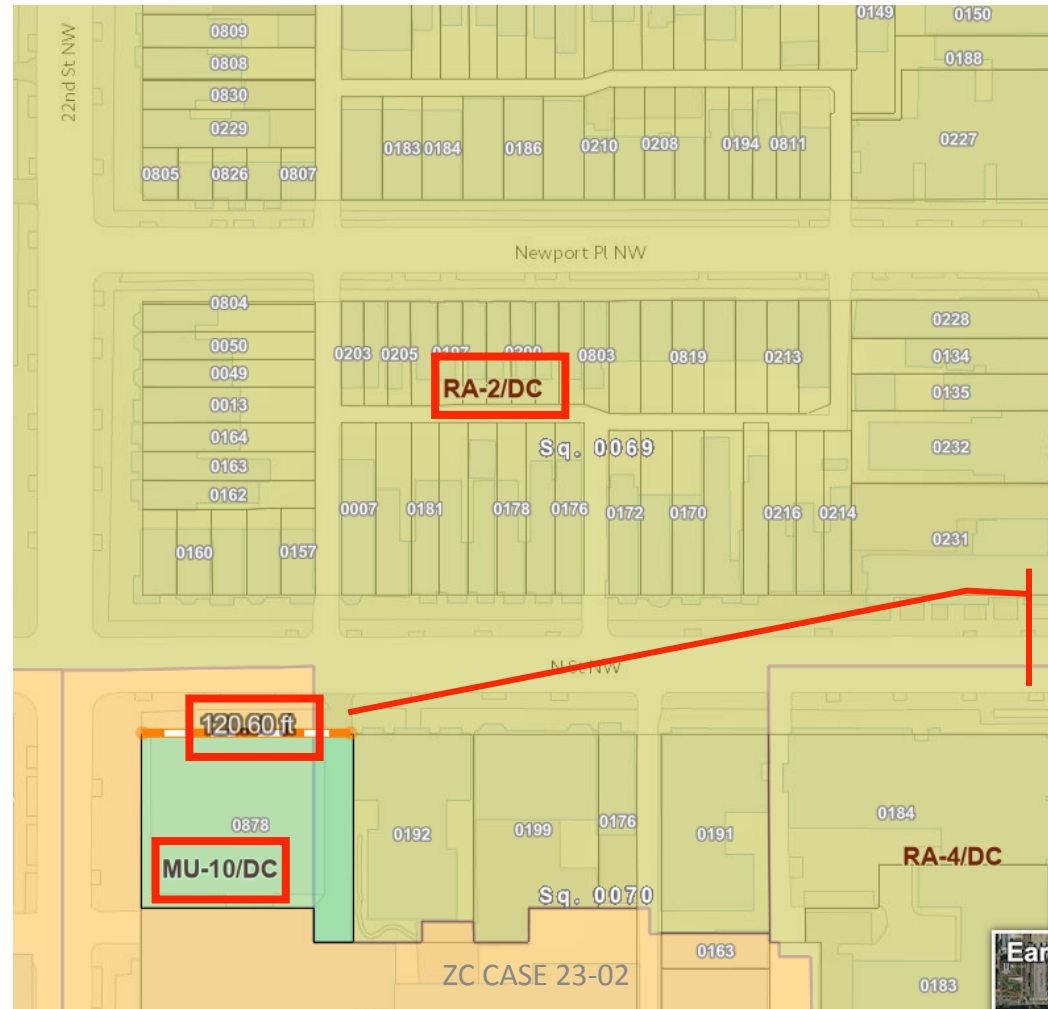 0149
0150
0809
22nd St NW
0808
0188
0830
0229
0183 0184 0186 0210 0208 0194 0811
0227
0805 0826 0807
Newport Pl NW
0804
0228
0050
0203 0205 0197 0200 0803 0819 0213
0134
0049
RA-2/DC
0135
0013
0164
Sq. 0069
0232
0163
0162
0007 0181 0178 0176 0172 0170 0216 0214
0231
0160 0157
N St NW
120.60 ft
0878
0192
0199
0176
0191
0184
MU-10/DC
RA-4/DC
Sq. 0070
0163
Ear
ZC CASE 23-02
0183